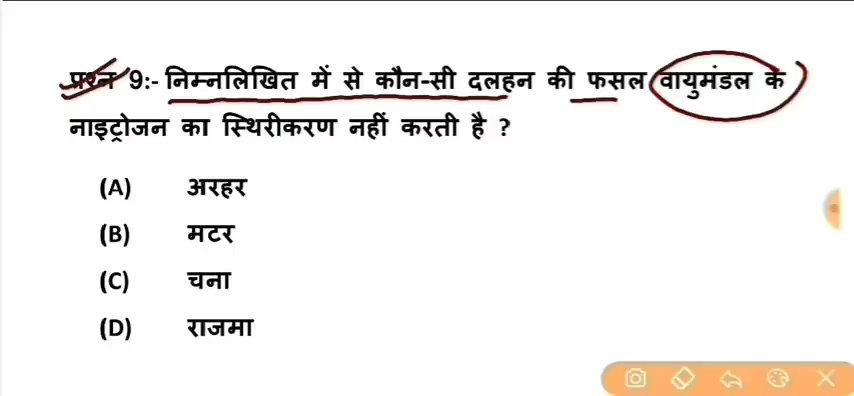 प्रश्न 9:- निम्नलिखित में से कौन-सी दलहन की फसल वायुमंडल के
नाइट्रोजन का स्थिरीकरण नहीं करती है ?
(A) अरहर
(B) मटर
(C) चना
(D) राजमा